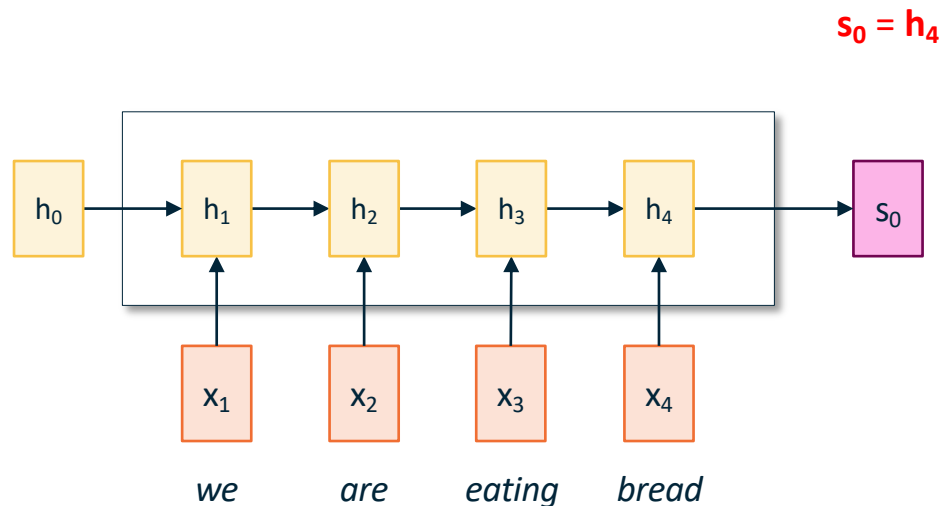 s₀ = h₄
h₀ h₁ h₂ h₃ h₄ s₀
x₁ x₂ x₃ x₄
we are eating bread